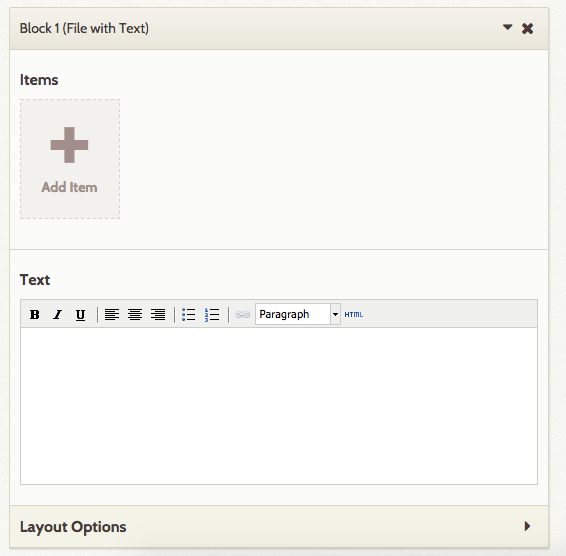 Block 1 (File with Text)
Items
Add Item
Text
B I U Paragraph HTML
Layout Options